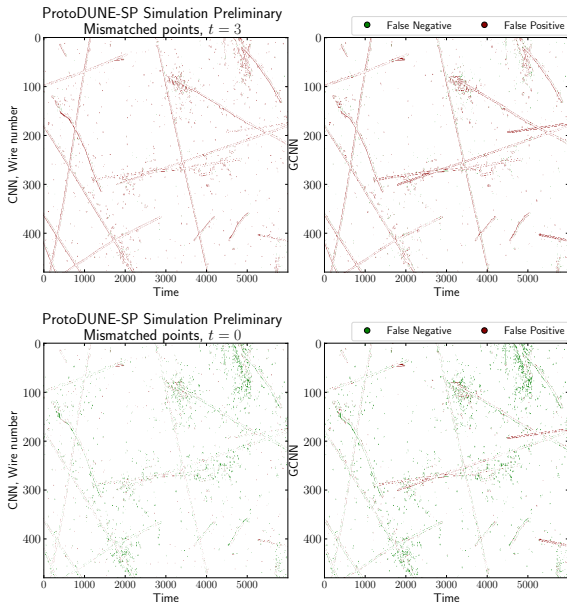 ProtoDUNE-SP Simulation Preliminary
Mismatched points, t = 3
False Negative
False Positive
CNN, Wire number
0
100
200
300
400
0
1000
2000
3000
4000
5000
Time
GCNN
0
100
200
300
400
0
1000
2000
3000
4000
5000
Time
ProtoDUNE-SP Simulation Preliminary
Mismatched points, t = 0
False Negative
False Positive
CNN, Wire number
0
100
200
300
400
0
1000
2000
3000
4000
5000
Time
GCNN
0
100
200
300
400
0
1000
2000
3000
4000
5000
Time